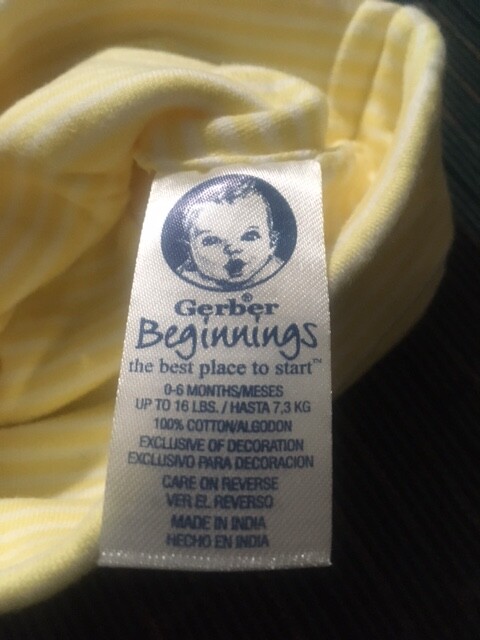 Gerber®
Beginnings
the best place to start™
0-6 MONTHS/MESES
UP TO 16 LBS. / HASTA 7,3 KG
100% COTTON/ALGODON
EXCLUSIVE OF DECORATION
EXCLUSIVO PARA DECORACION
CARE ON REVERSE
VER EL REVERSO
MADE IN INDIA
HECHO EN INDIA